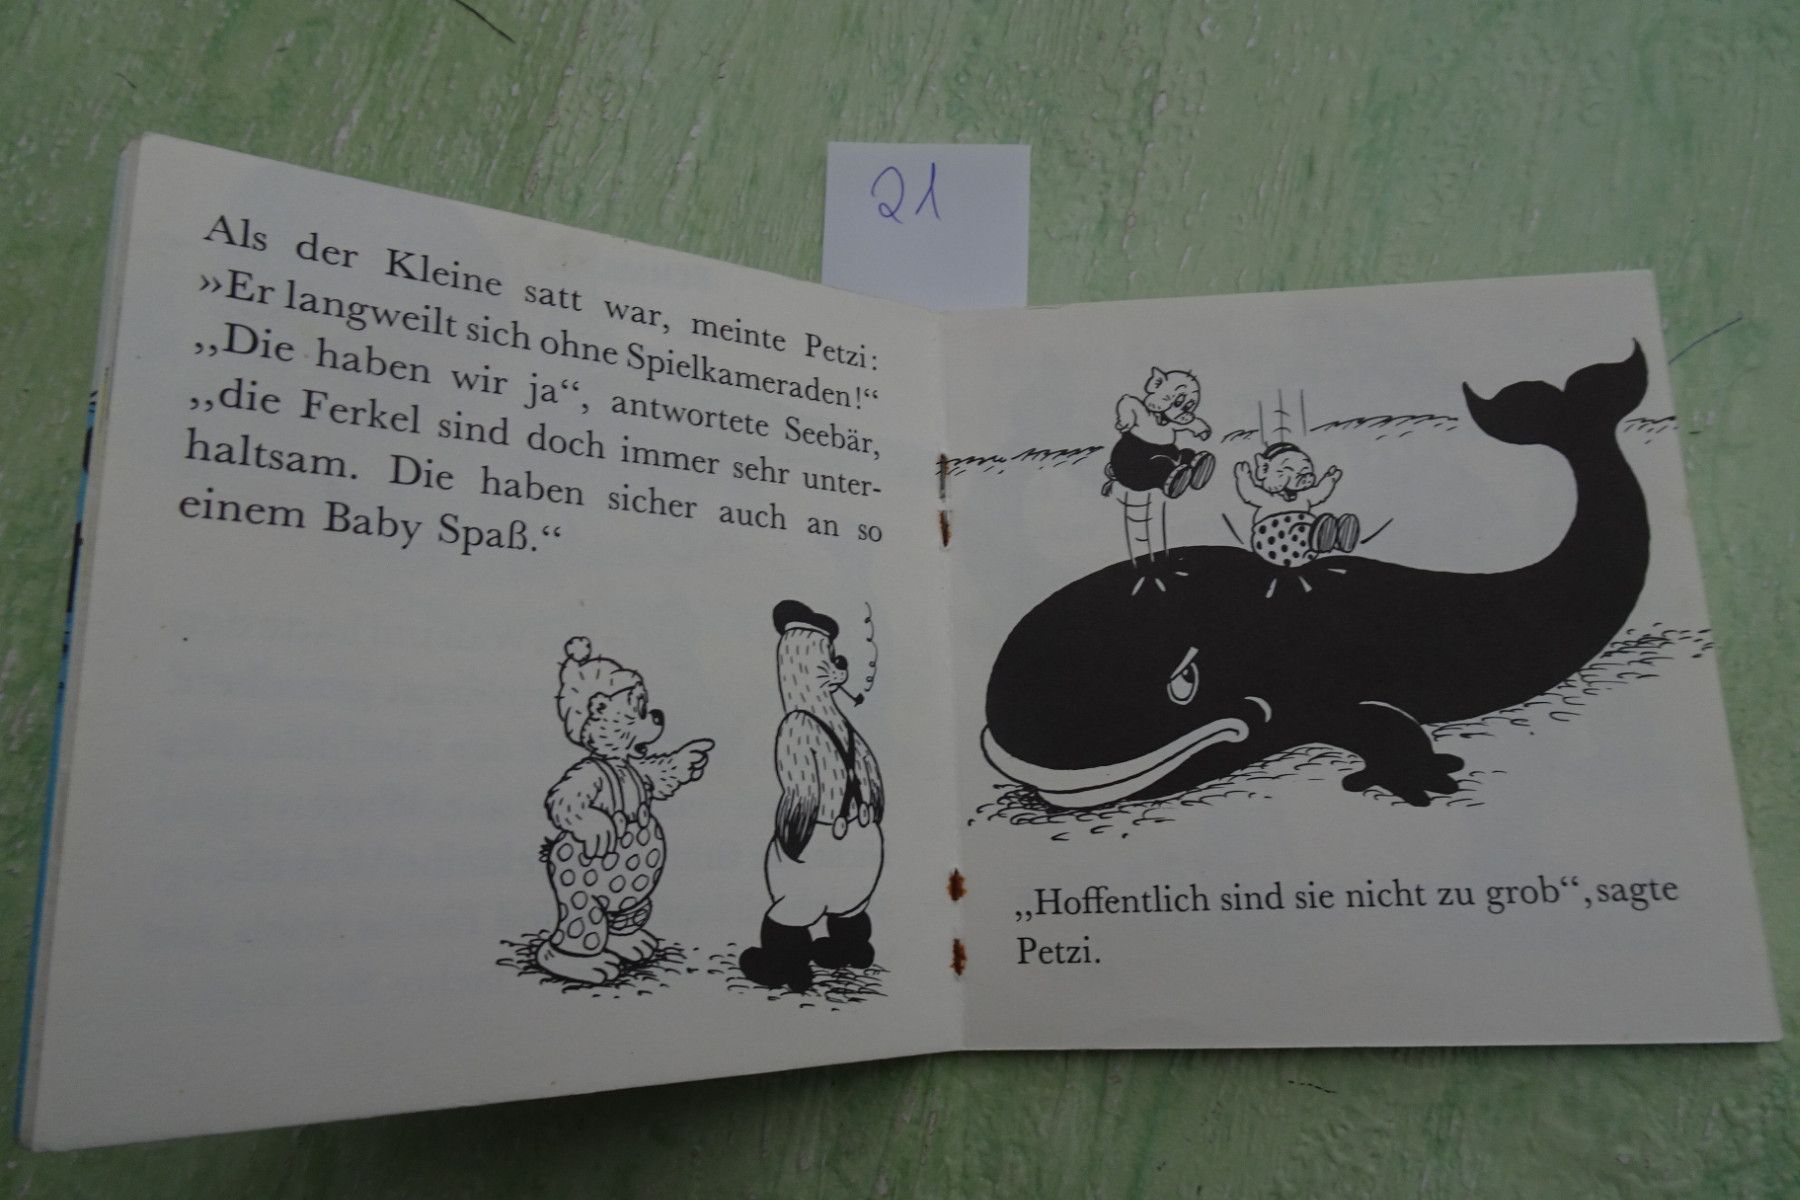 21
Als der Kleine satt war, meinte Petzi:
»Er langweilt sich ohne Spielkameraden!“
„Die haben wir ja“, antwortete Seebär,
„die Ferkel sind doch immer sehr unter-
haltsam. Die haben sicher auch an so
einem Baby Spaß.“
„Hoffentlich sind sie nicht zu grob“, sagte
Petzi.